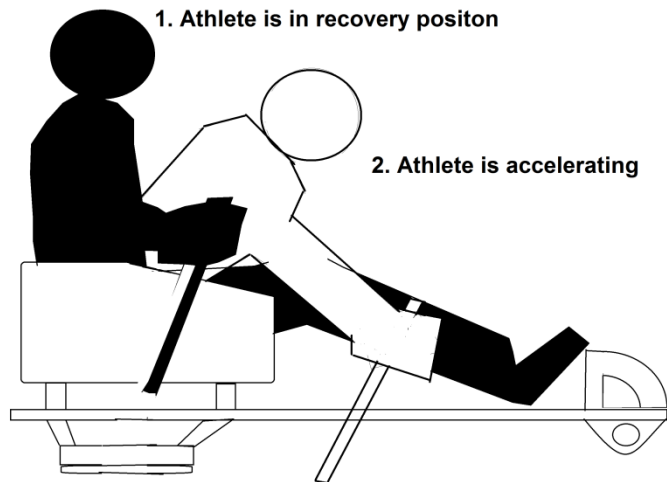 1. Athlete is in recovery positon
2. Athlete is accelerating